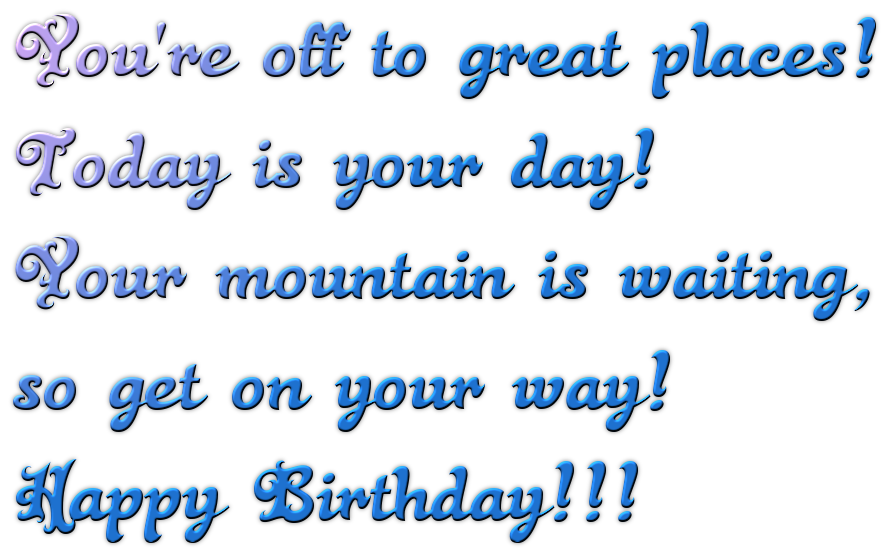 You're off to great places!
Today is your day!
Your mountain is waiting,
so get on your way!
Happy Birthday!!!